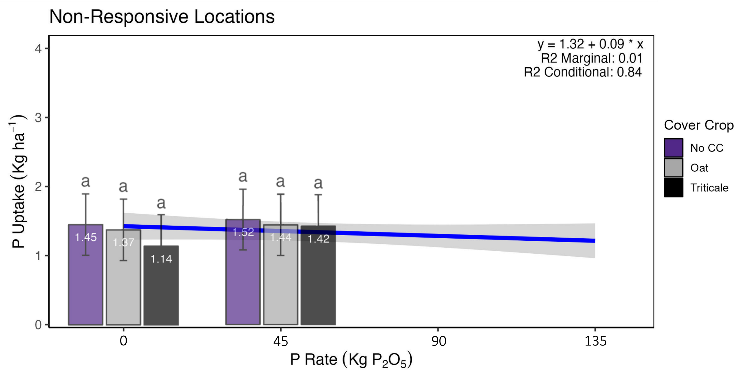 Non-Responsive Locations
y = 1.32 + 0.09 * x
R2 Marginal: 0.01
R2 Conditional: 0.84
P Uptake (Kg ha⁻¹)
4
3
2
1
0
a a a a a a
1.45 1.37 1.14 1.52 1.44 1.42
0 45 90 135
P Rate (Kg P₂O₅)
Cover Crop
No CC
Oat
Triticale